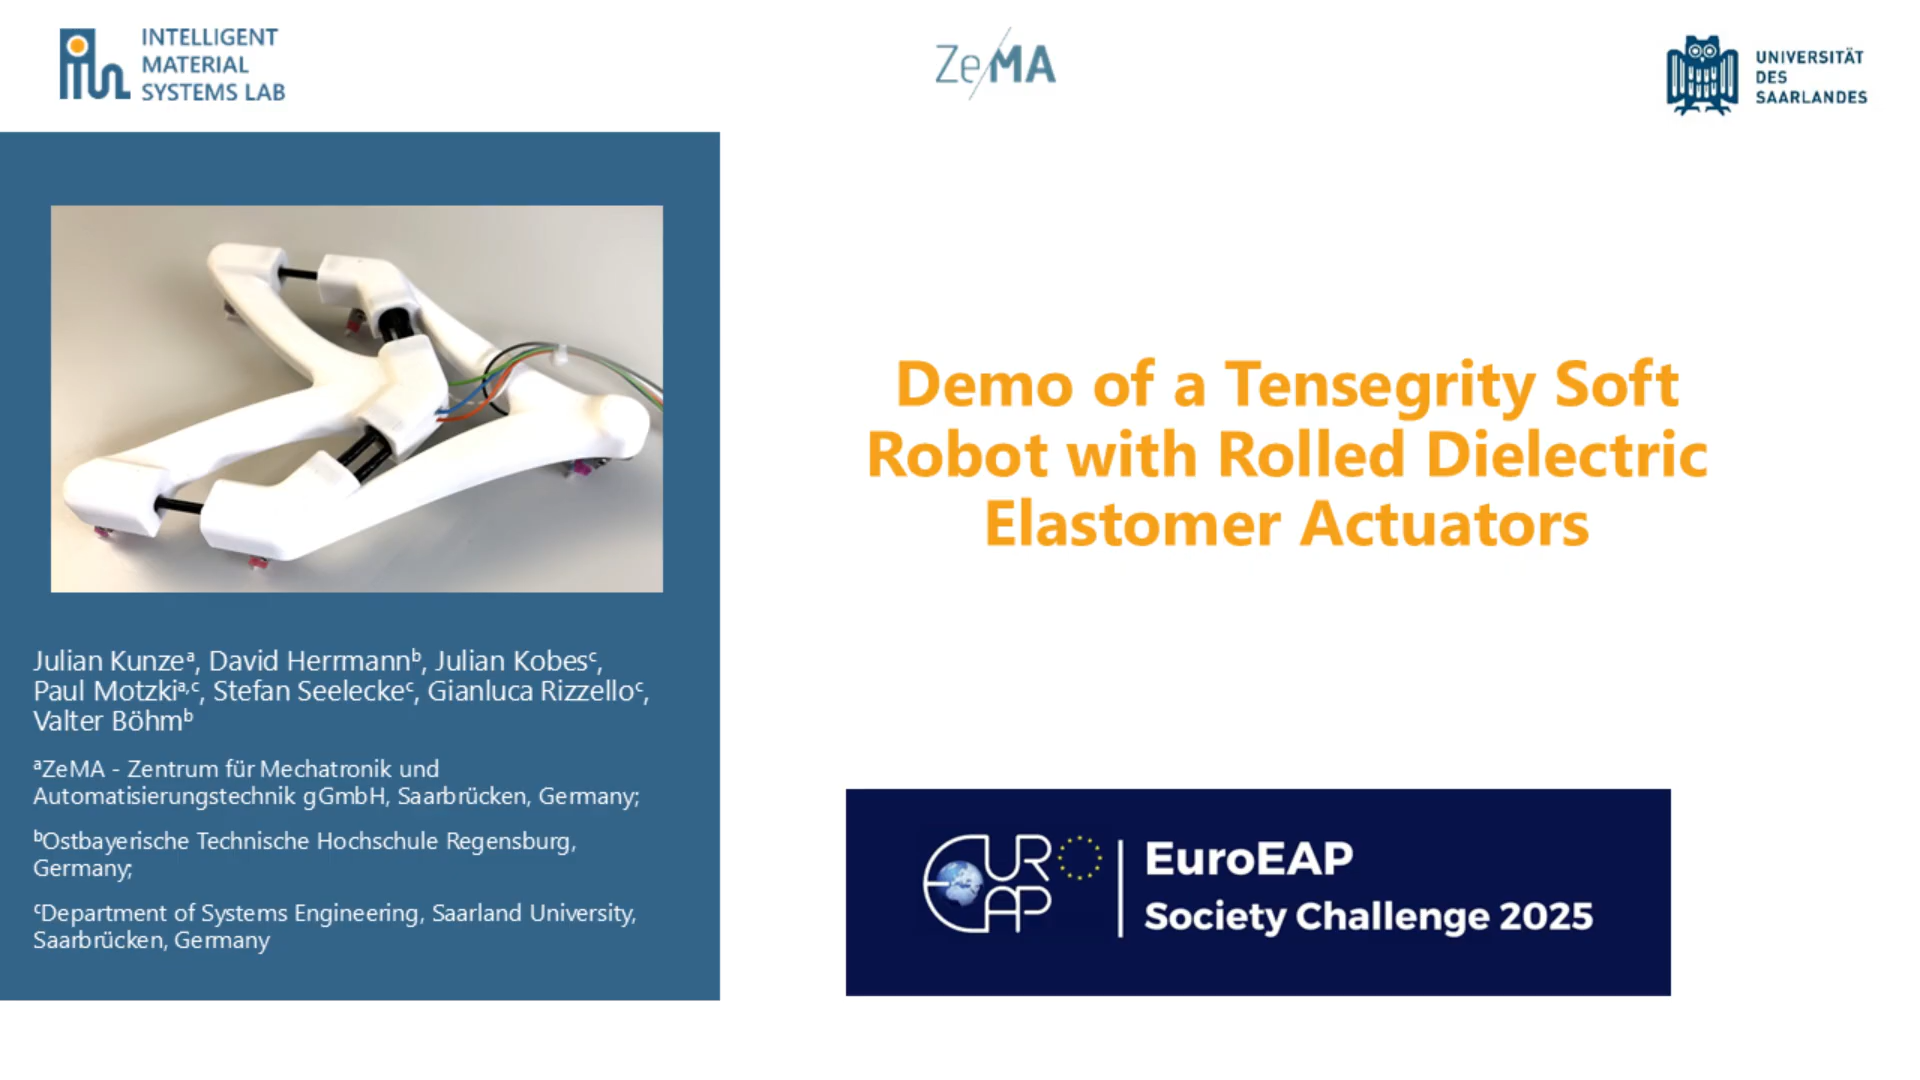 INTELLIGENT
MATERIAL
SYSTEMS LAB
ZeMA
UNIVERSITÄT
DES
SAARLANDES
Demo of a Tensegrity Soft
Robot with Rolled Dielectric
Elastomer Actuators
Julian Kunzeᵃ, David Herrmannᵇ, Julian Kobesᶜ,
Paul Motzkiᵃ,ᶜ, Stefan Seeleckeᶜ, Gianluca Rizzelloᶜ,
Valter Böhmᵇ
ᵃZeMA - Zentrum für Mechatronik und
Automatisierungstechnik gGmbH, Saarbrücken, Germany;
ᵇOstbayerische Technische Hochschule Regensburg,
Germany;
ᶜDepartment of Systems Engineering, Saarland University,
Saarbrücken, Germany
EURO
EAP
EuroEAP
Society Challenge 2025